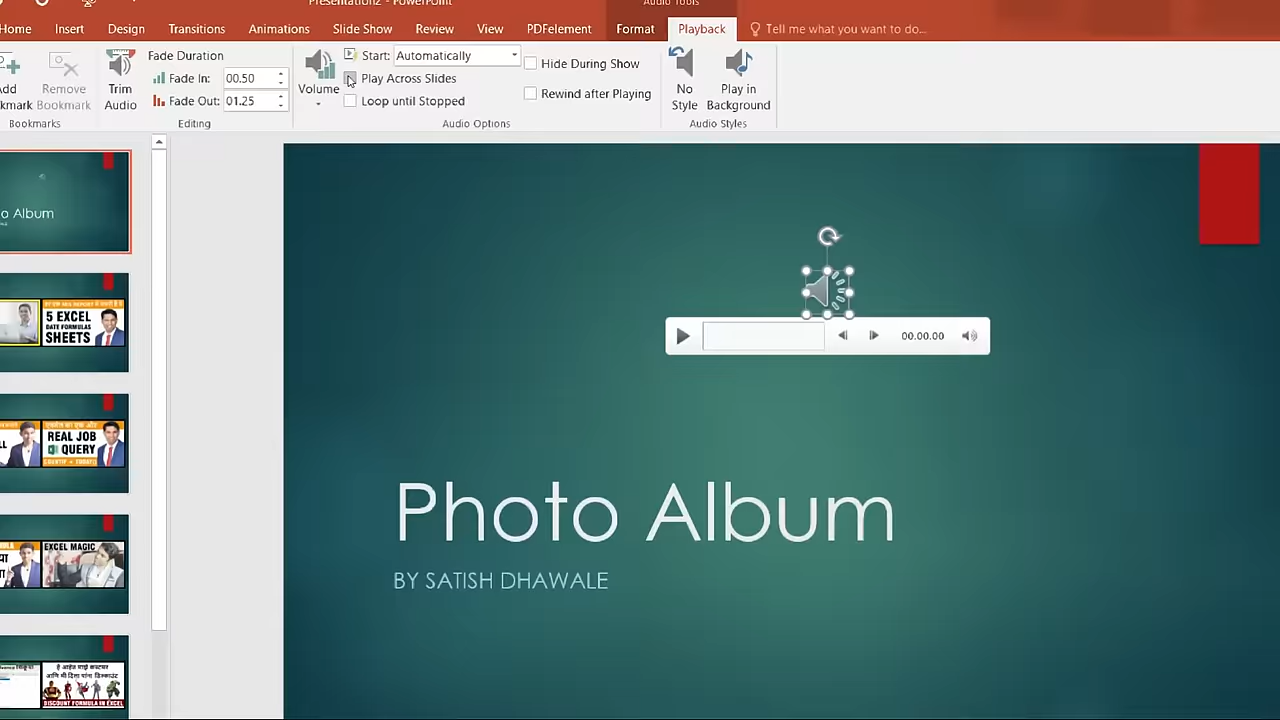 Presentation2 - PowerPoint
Audio Tools
Home Insert Design Transitions Animations Slide Show Review View PDFelement Format Playback Tell me what you want to do...
Fade Duration
Start: Automatically
Hide During Show
Fade In: 00.50
Play Across Slides
Remove Bookmark
Trim Audio
Volume
No Style
Play in Background
Fade Out: 01.25
Loop until Stopped
Rewind after Playing
Bookmarks
Editing
Audio Options
Audio Styles
o Album
5 EXCEL
DATE FORMULAS
SHEETS
REAL JOB
QUERY
EXCEL MAGIC
है आहेत माझे कस्टमर
आणि मी दिला यांना डिस्काउंट
DISCOUNT FORMULA IN EXCEL
00.00.00
Photo Album
BY SATISH DHAWALE